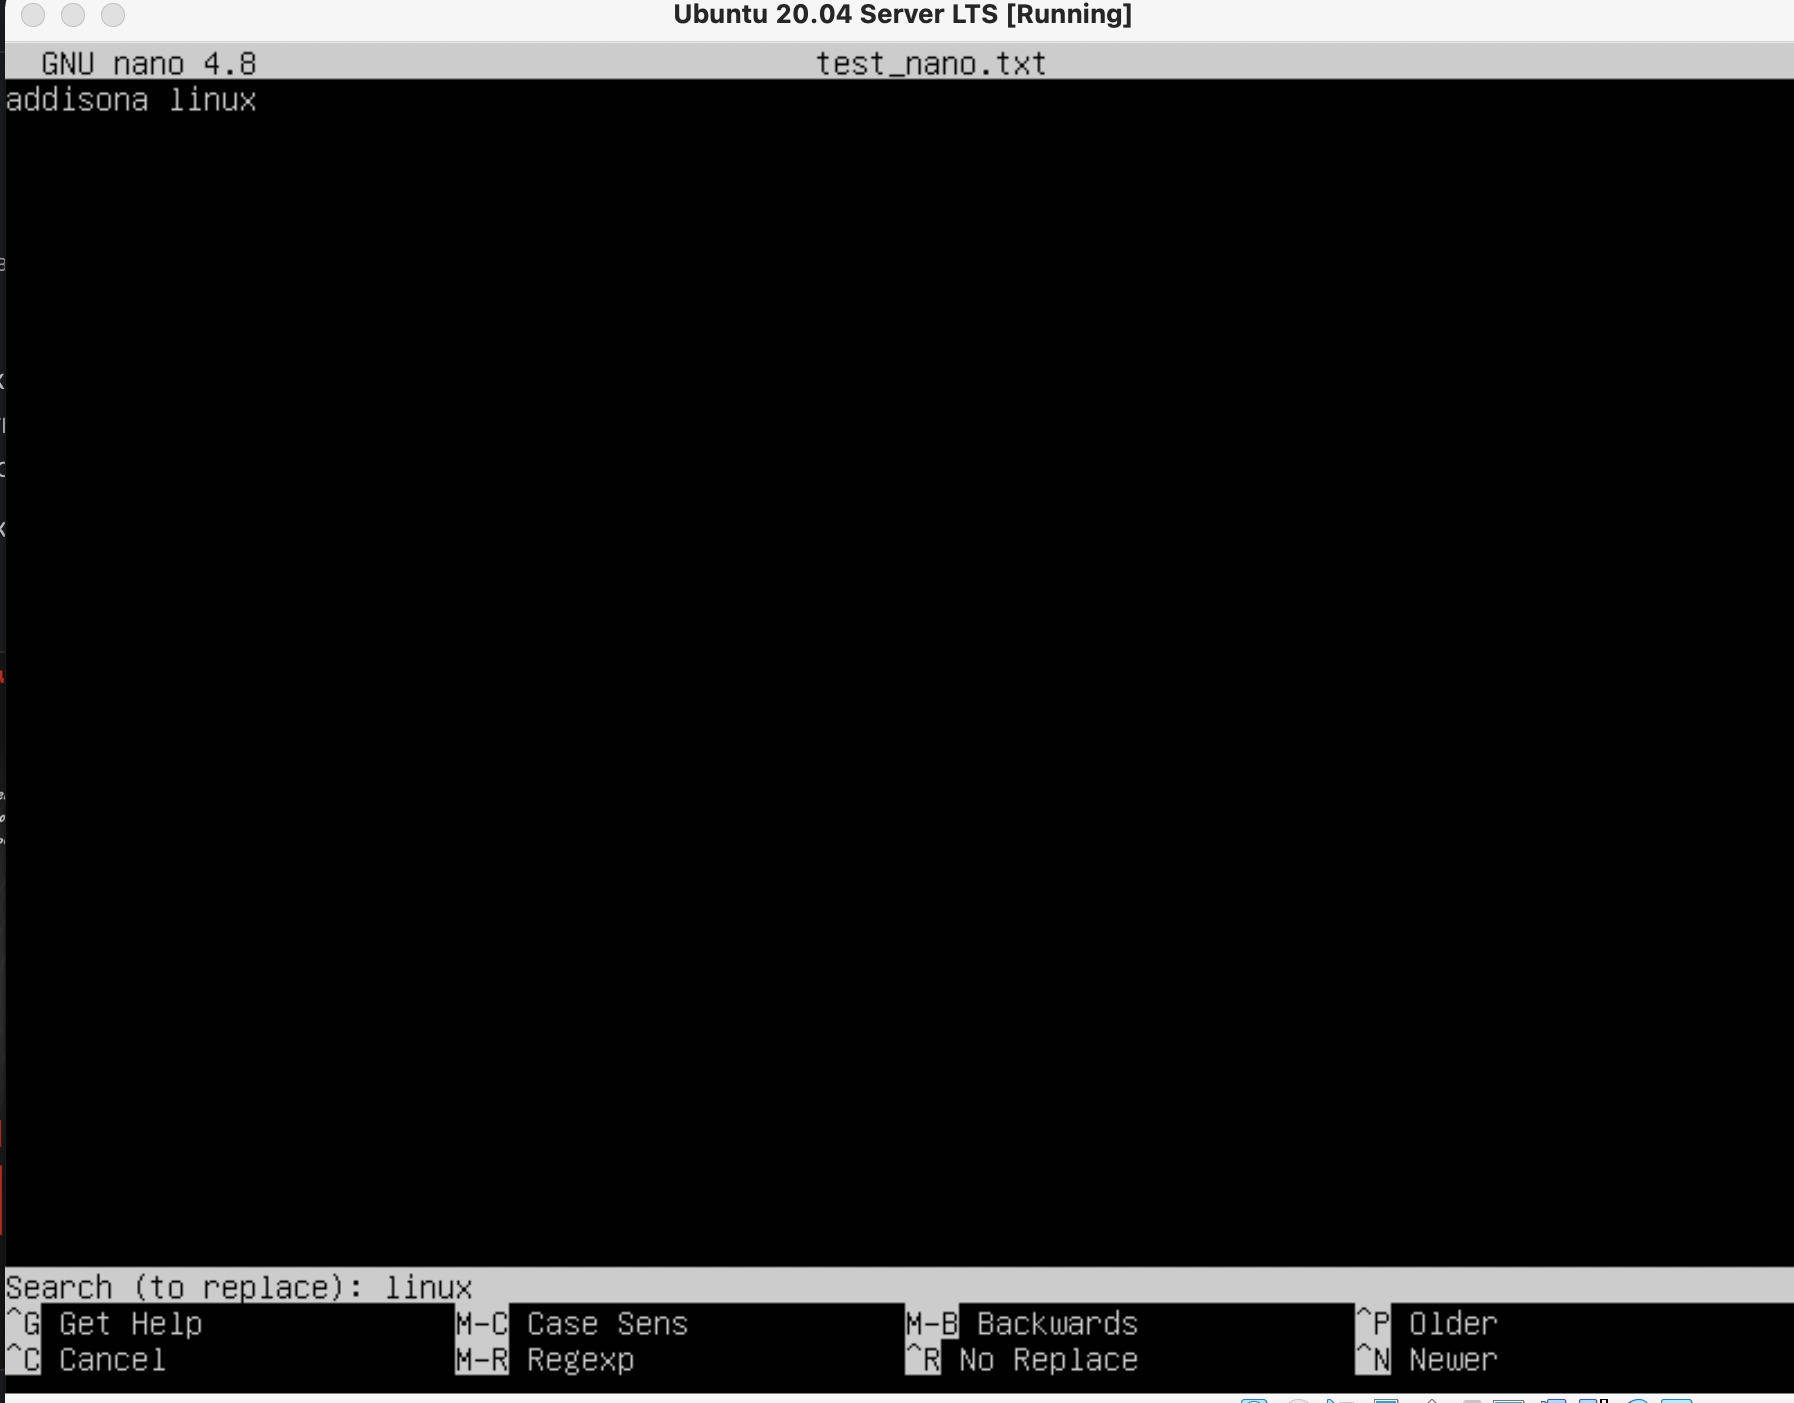 Ubuntu 20.04 Server LTS [Running]
GNU nano 4.8 test_nano.txt
addisona linux
Search (to replace): linux
^G Get Help M-C Case Sens M-B Backwards ^P Older
^C Cancel M-R Regexp ^R No Replace ^N Newer